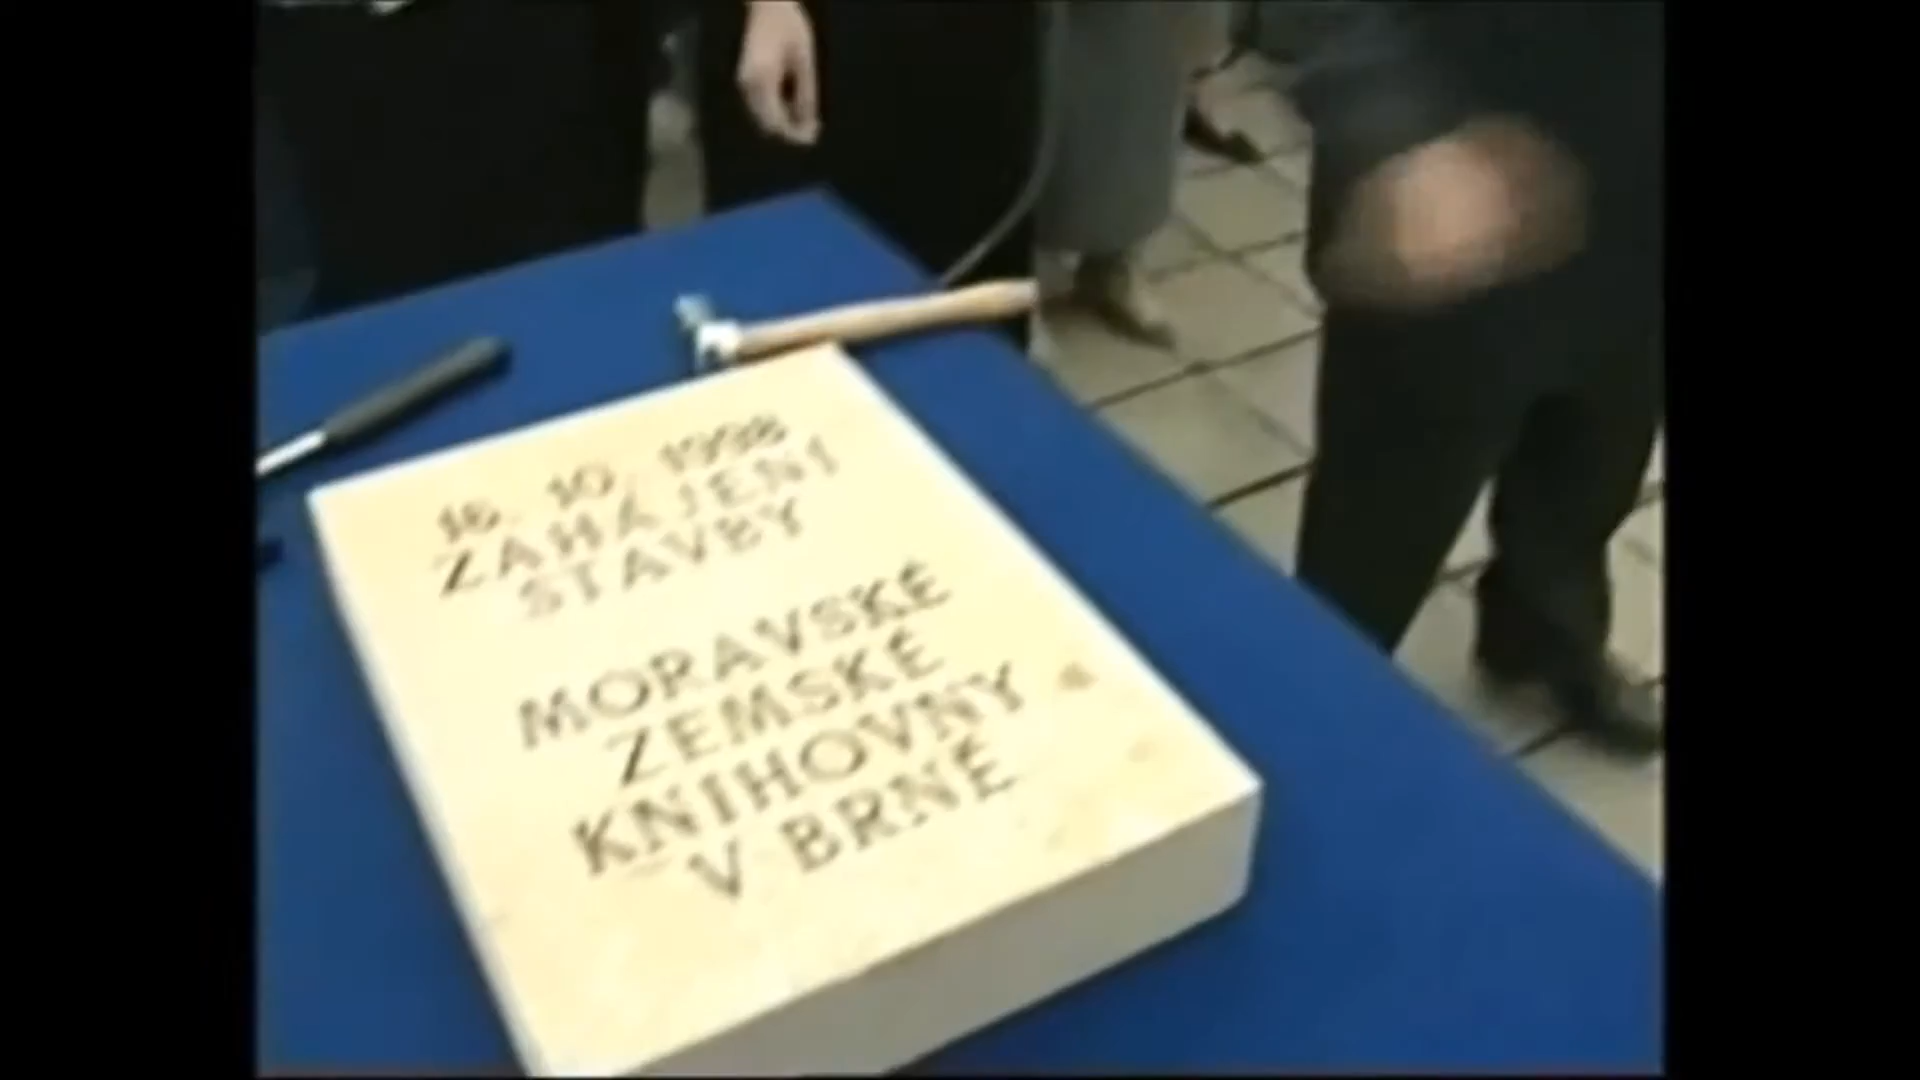 16. 10. 1998
ZAHÁJENÍ
STAVBY
MORAVSKÉ
ZEMSKÉ
KNIHOVNY
V BRNĚ